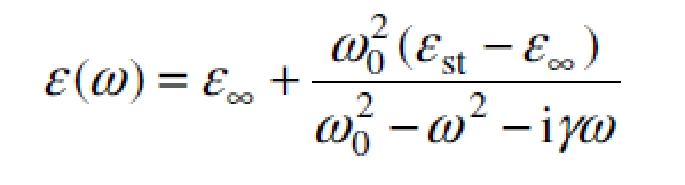 ε(ω) = ε∞ + ω₀²(εst − ε∞) / ω₀² − ω² − iγω